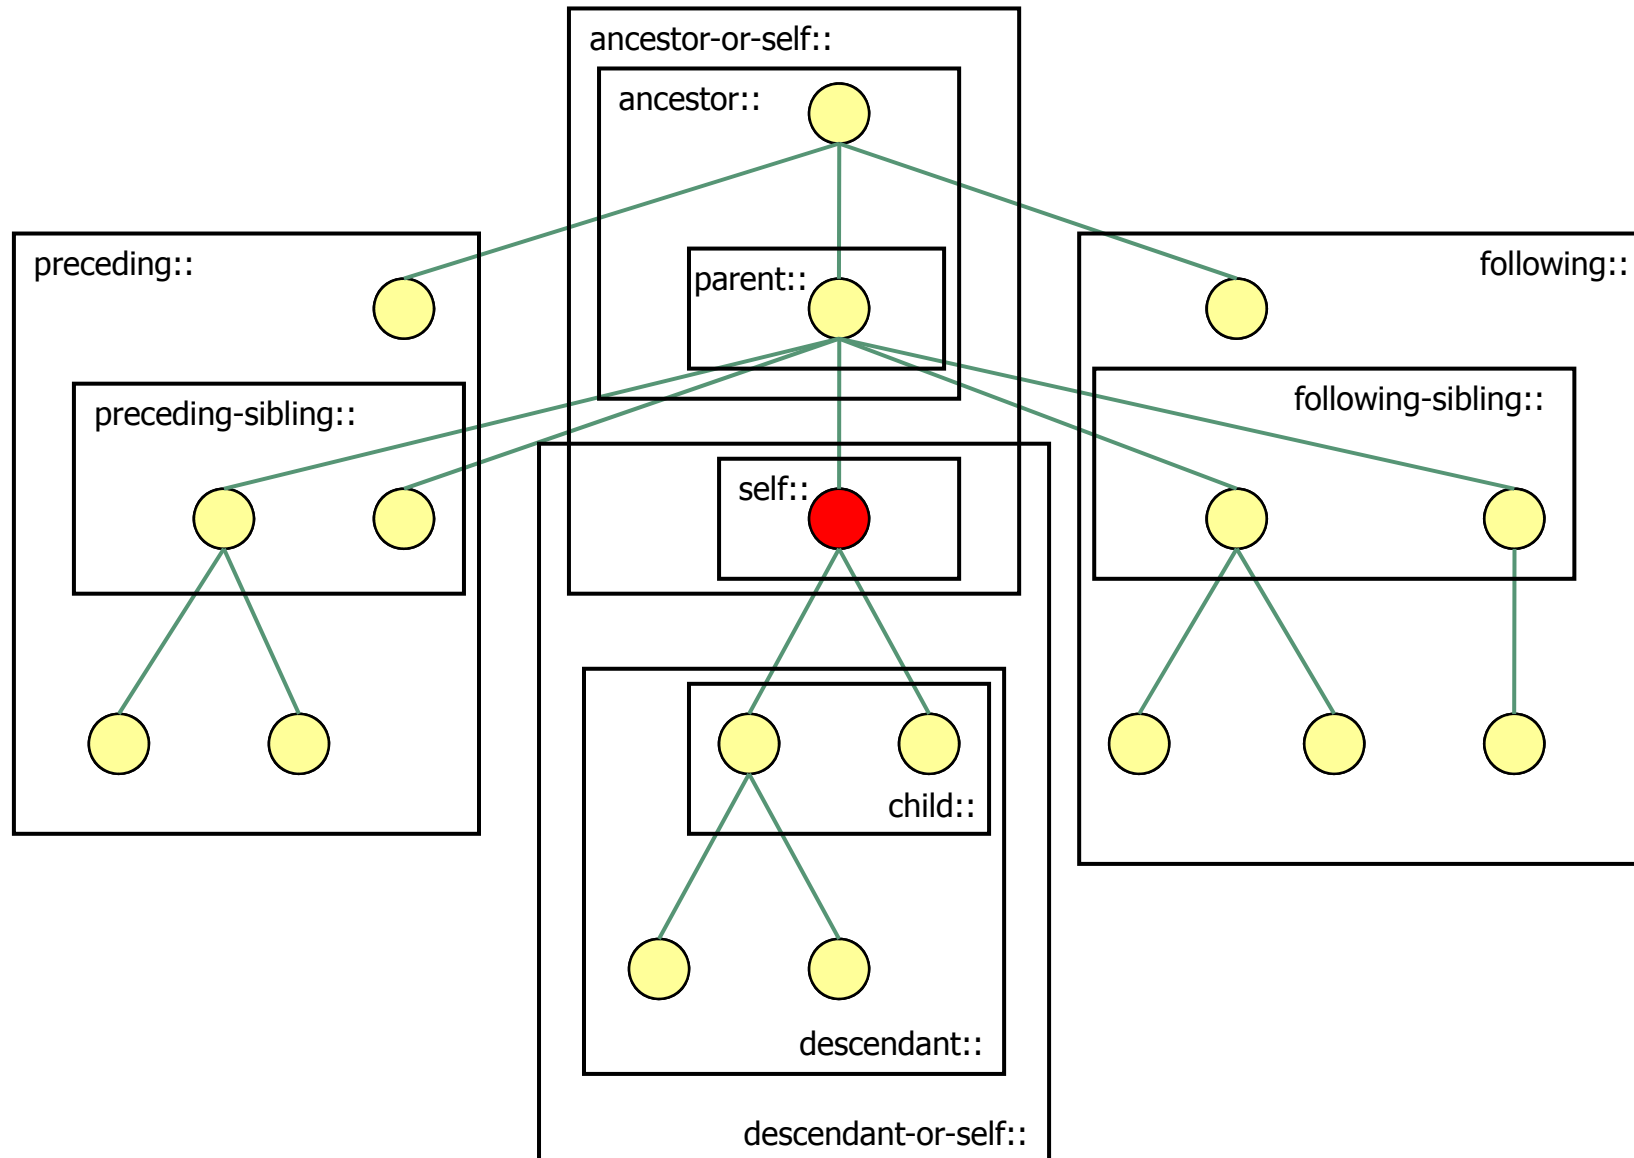 ancestor-or-self::
ancestor::
preceding::
parent::
following::
preceding-sibling::
following-sibling::
self::
child::
descendant::
descendant-or-self::